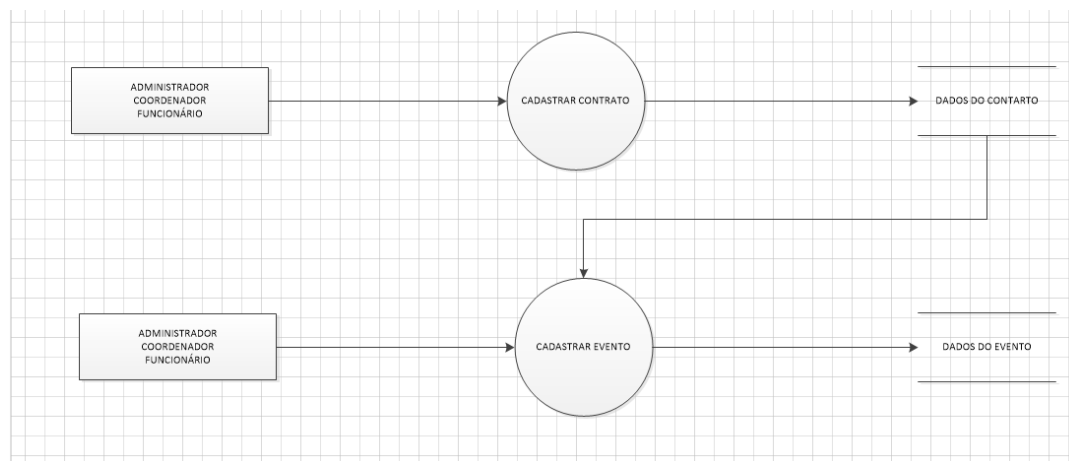 ADMINISTRADOR
COORDENADOR
FUNCIONÁRIO
CADASTRAR CONTRATO
DADOS DO CONTARTO
ADMINISTRADOR
COORDENADOR
FUNCIONÁRIO
CADASTRAR EVENTO
DADOS DO EVENTO